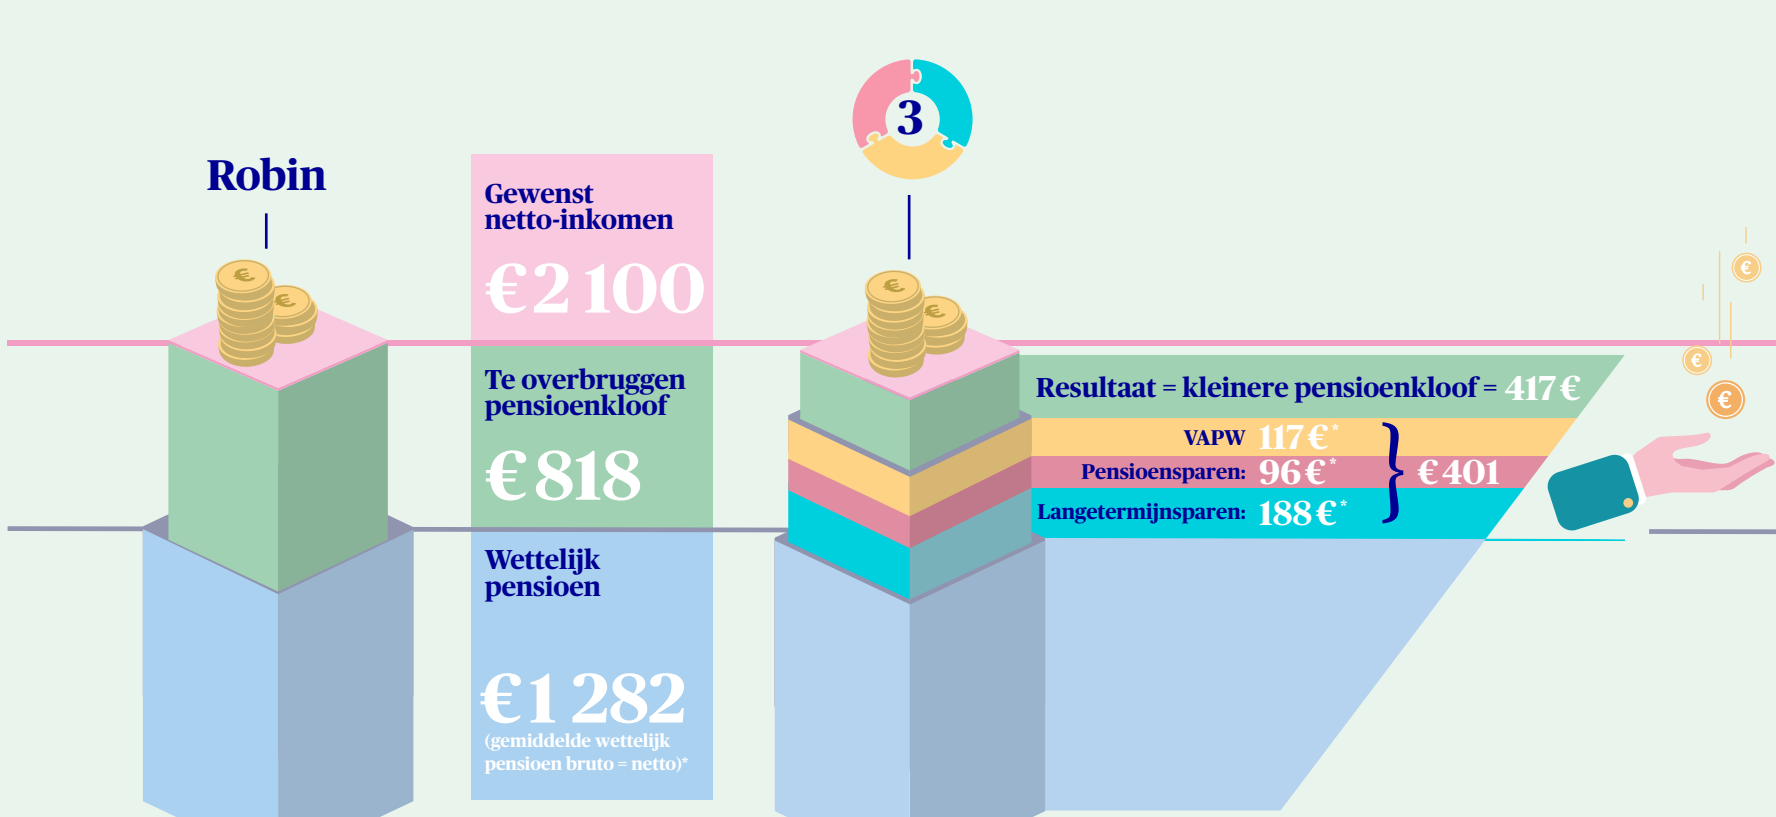 Robin
Gewenst
netto-inkomen
€ 2 100
Te overbruggen
pensioenkloof
€ 818
Wettelijk
pensioen
€ 1 282
(gemiddelde wettelijk
pensioen bruto = netto)*
3
Resultaat = kleinere pensioenkloof = 417 €
VAPW 117 €*
Pensioensparen: 96 €*
} € 401
Langetermijnsparen: 188 €*
€
€
€
€
€
€
€